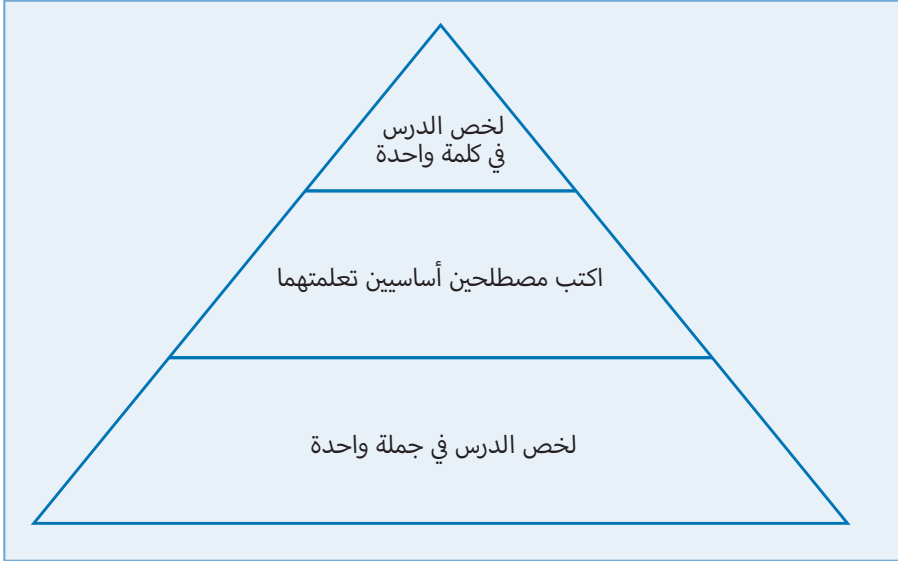 لخص الدرس
في كلمة واحدة
اكتب مصطلحين أساسيين تعلمتهما
لخص الدرس في جملة واحدة